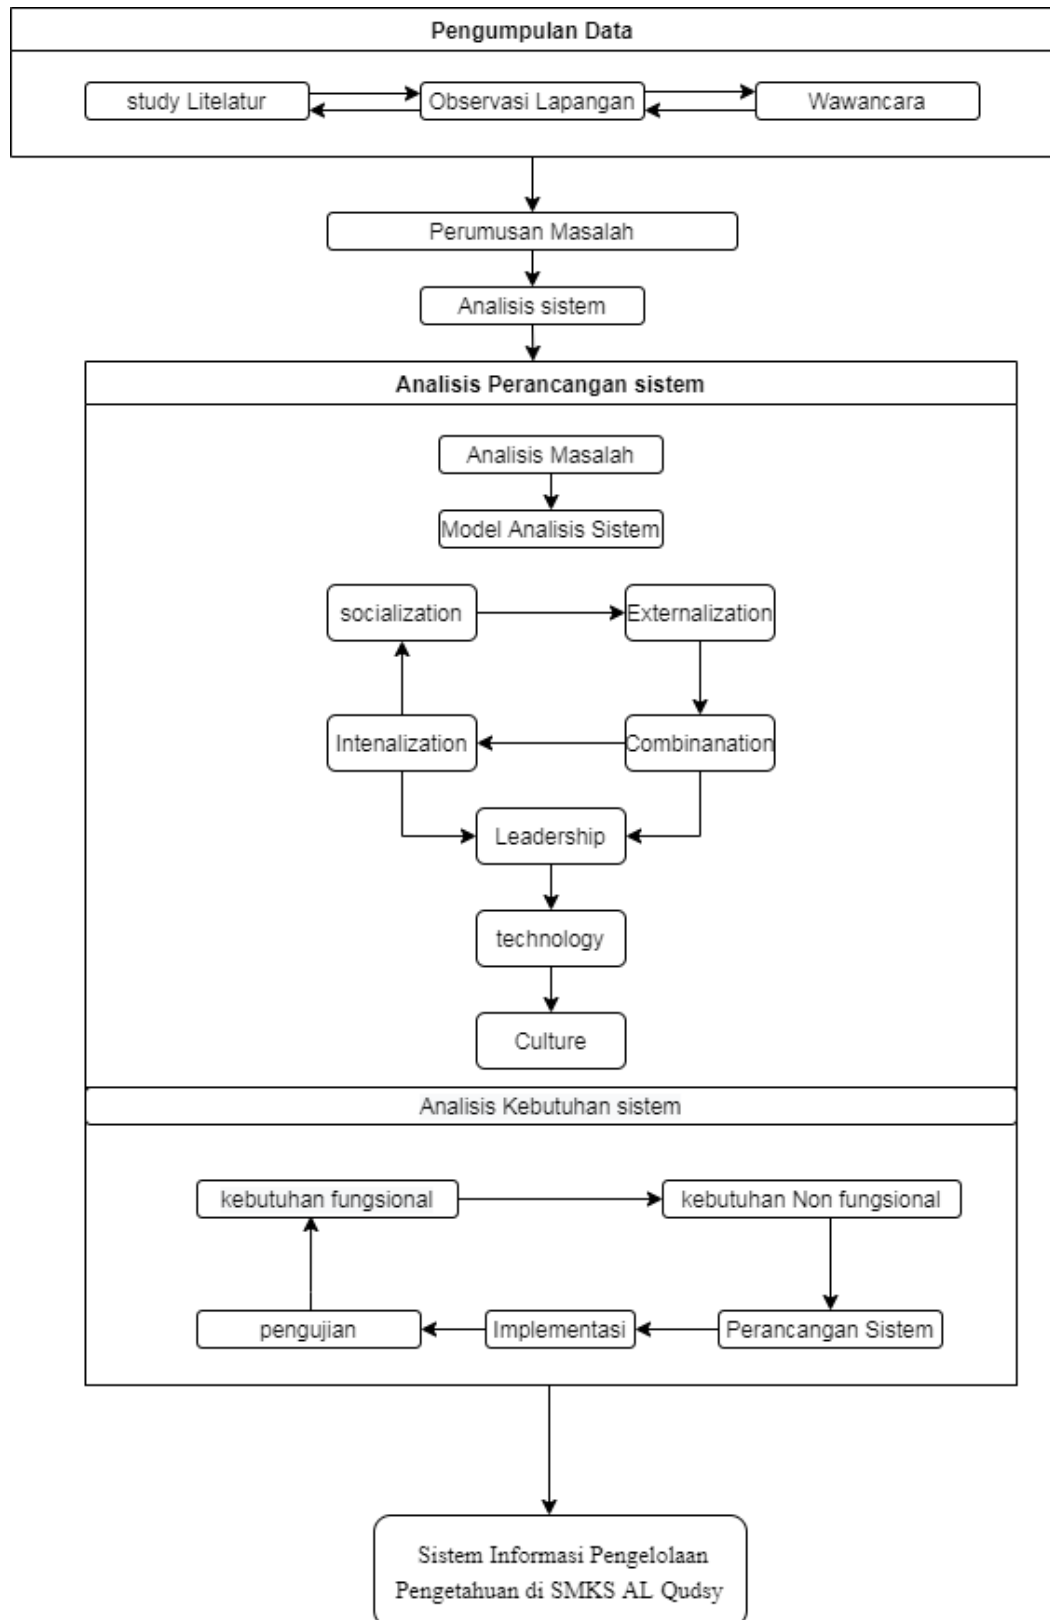 Pengumpulan Data
study Litelatur
Observasi Lapangan
Wawancara
Perumusan Masalah
Analisis sistem
Analisis Perancangan sistem
Analisis Masalah
Model Analisis Sistem
socialization
Externalization
Intenalization
Combinanation
Leadership
technology
Culture
Analisis Kebutuhan sistem
kebutuhan fungsional
kebutuhan Non fungsional
pengujian
Implementasi
Perancangan Sistem
Sistem Informasi Pengelolaan
Pengetahuan di SMKS AL Qudsy